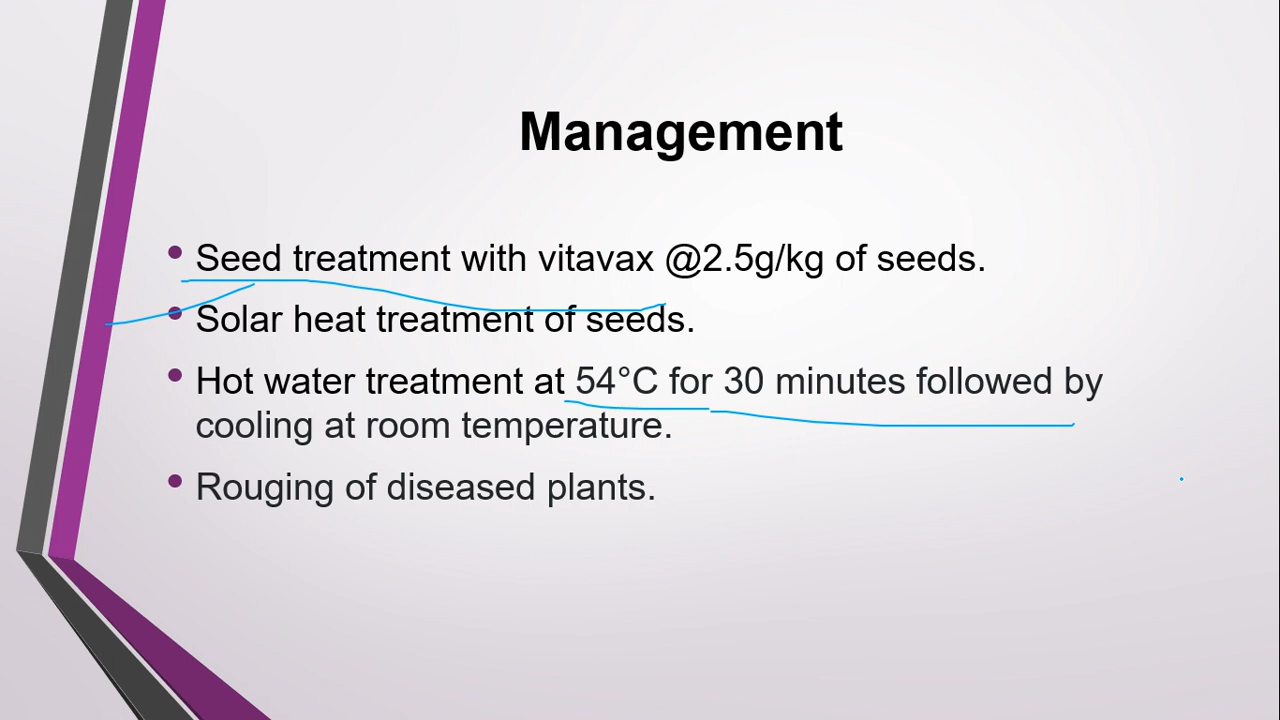 Management
• Seed treatment with vitavax @2.5g/kg of seeds.
• Solar heat treatment of seeds.
• Hot water treatment at 54°C for 30 minutes followed by
cooling at room temperature.
• Rouging of diseased plants.